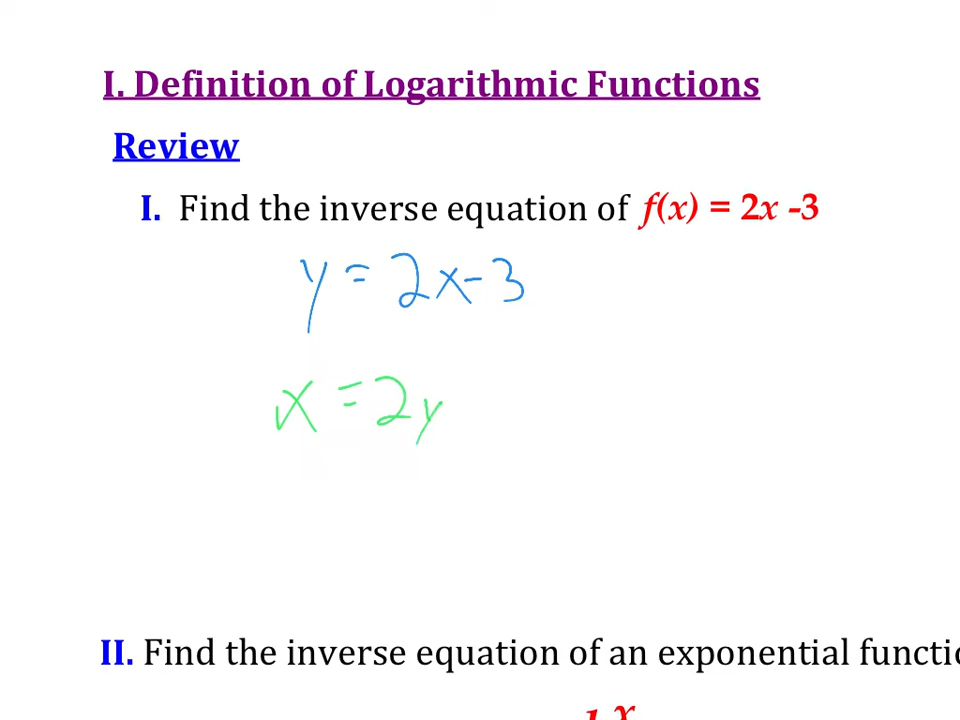 I. Definition of Logarithmic Functions
Review
I. Find the inverse equation of f(x) = 2x -3
y = 2x-3
x = 2y
II. Find the inverse equation of an exponential functi